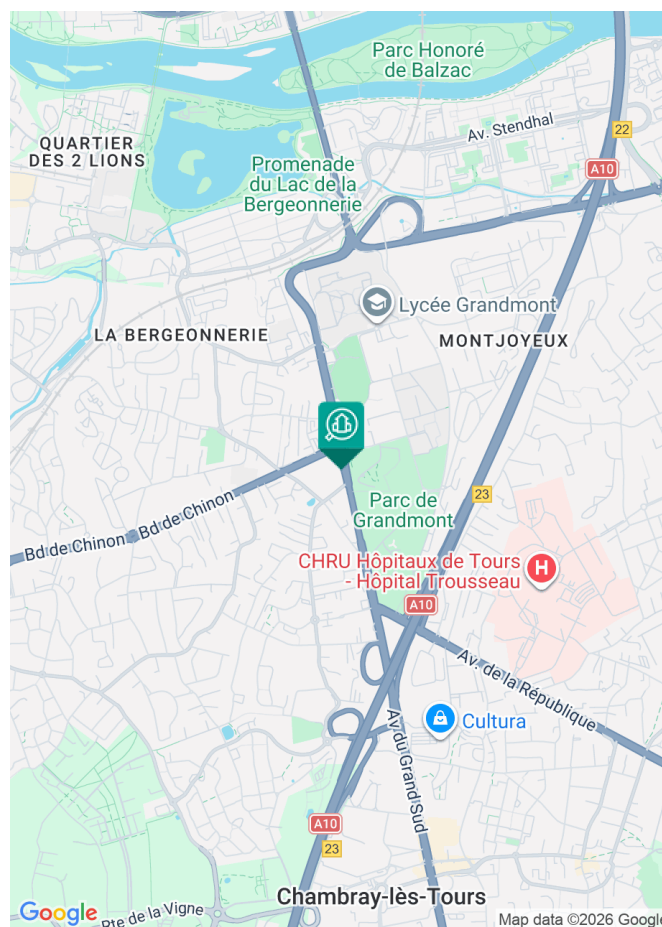 Parc Honoré
de Balzac
Av. Stendhal
22
A10
QUARTIER
DES 2 LIONS
Promenade
du Lac de la
Bergeonnerie
Lycée Grandmont
LA BERGEONNERIE
MONTJOYEUX
Parc de
Grandmont
23
Bd de Chinon - Bd de Chinon
CHRU Hôpitaux de Tours
- Hôpital Trousseau
H
A10
Av. de la République
Cultura
Av. du Grand Sud
A10
23
Chambray-lès-Tours
Google
Rte de la Vigne
Map data ©2026 Google